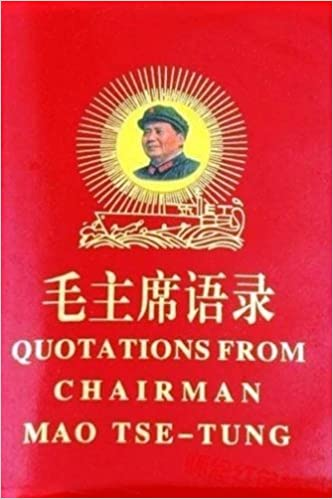 毛主席语录
QUOTATIONS FROM
CHAIRMAN
MAO TSE-TUNG